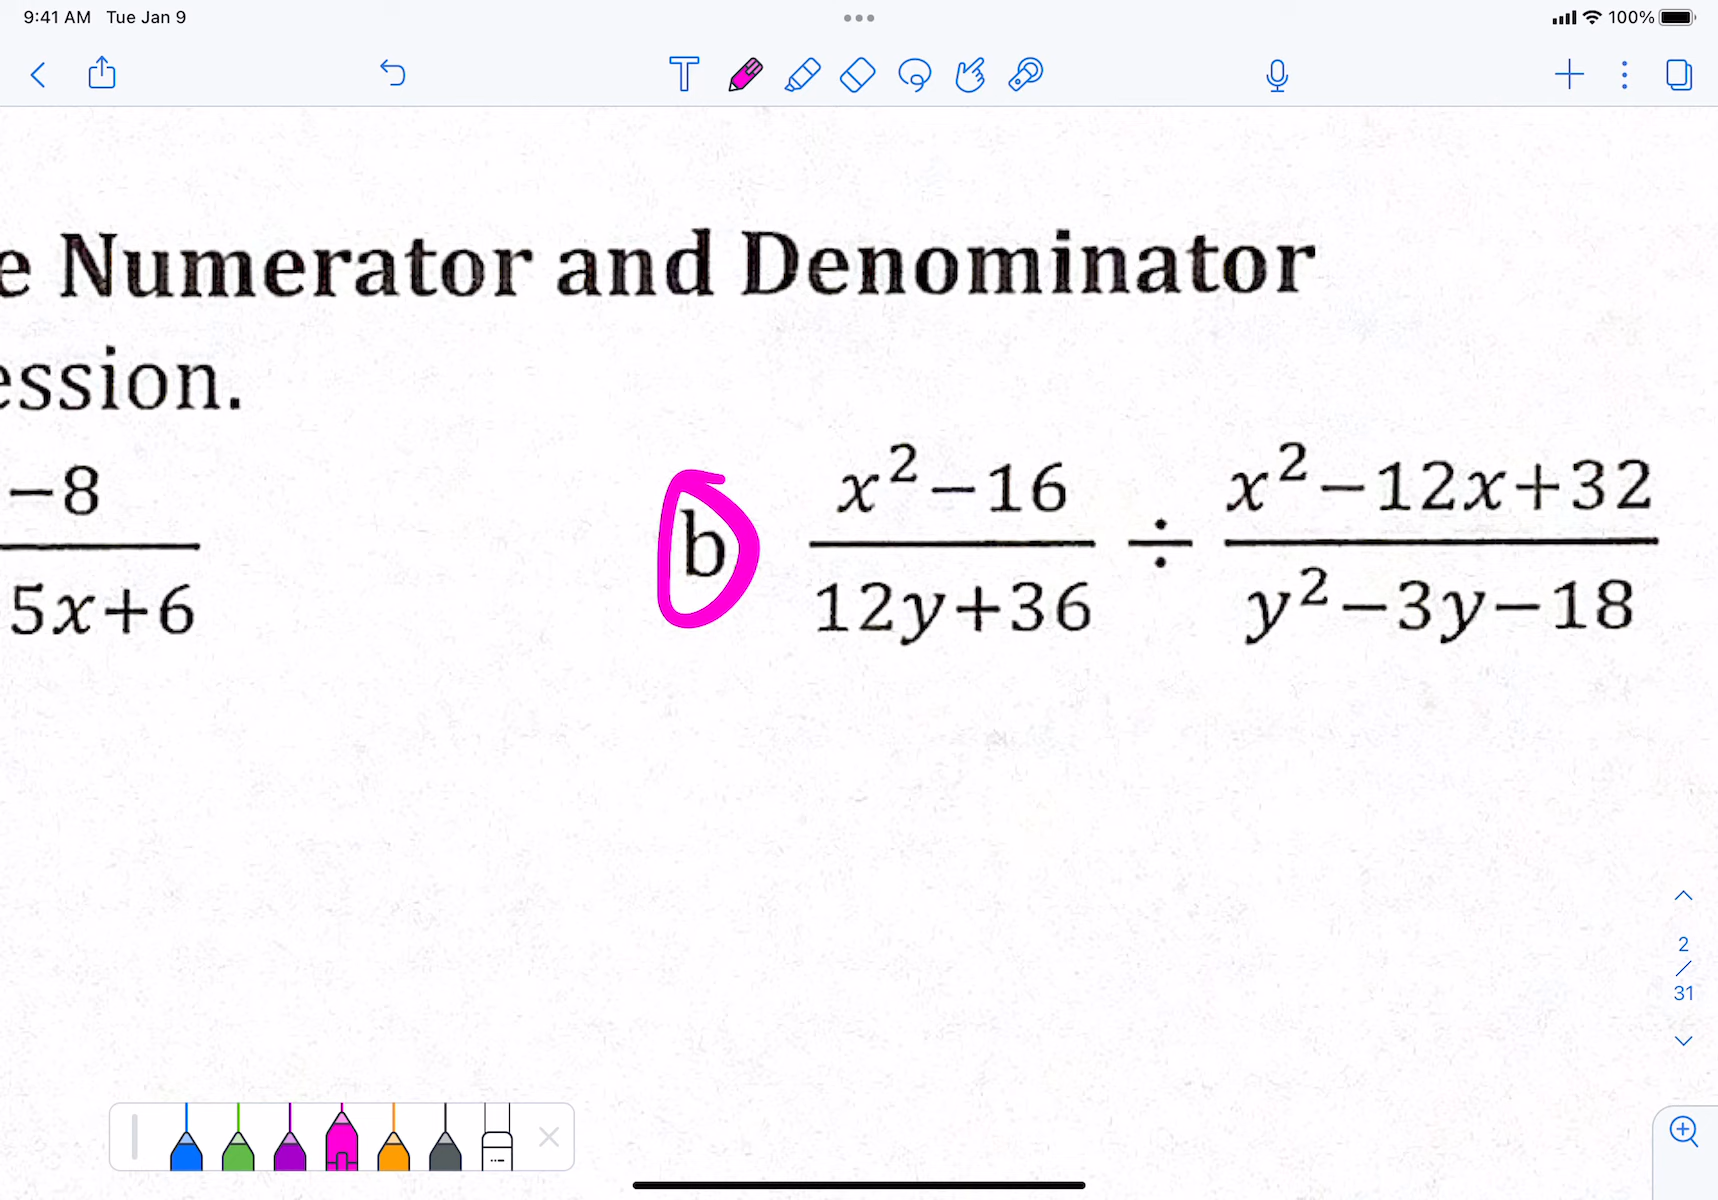 9:41 AM Tue Jan 9
100%
e Numerator and Denominator
ession.
−8
5x+6
b
x²−16
12y+36
÷
x²−12x+32
y²−3y−18
2
/
31